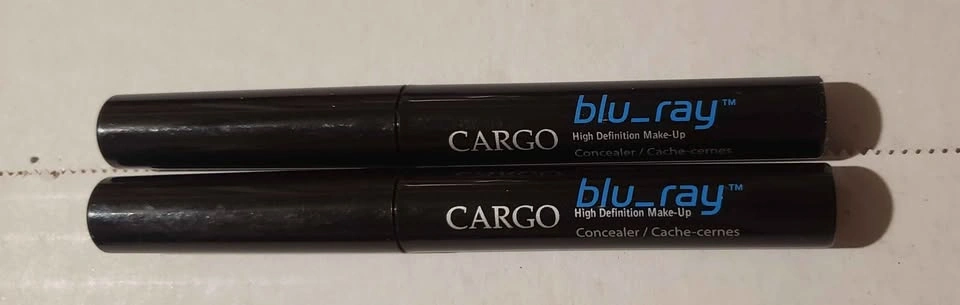 CARGO
blu_ray™
High Definition Make-Up
Concealer / Cache-cernes
CARGO
blu_ray™
High Definition Make-Up
Concealer / Cache-cernes